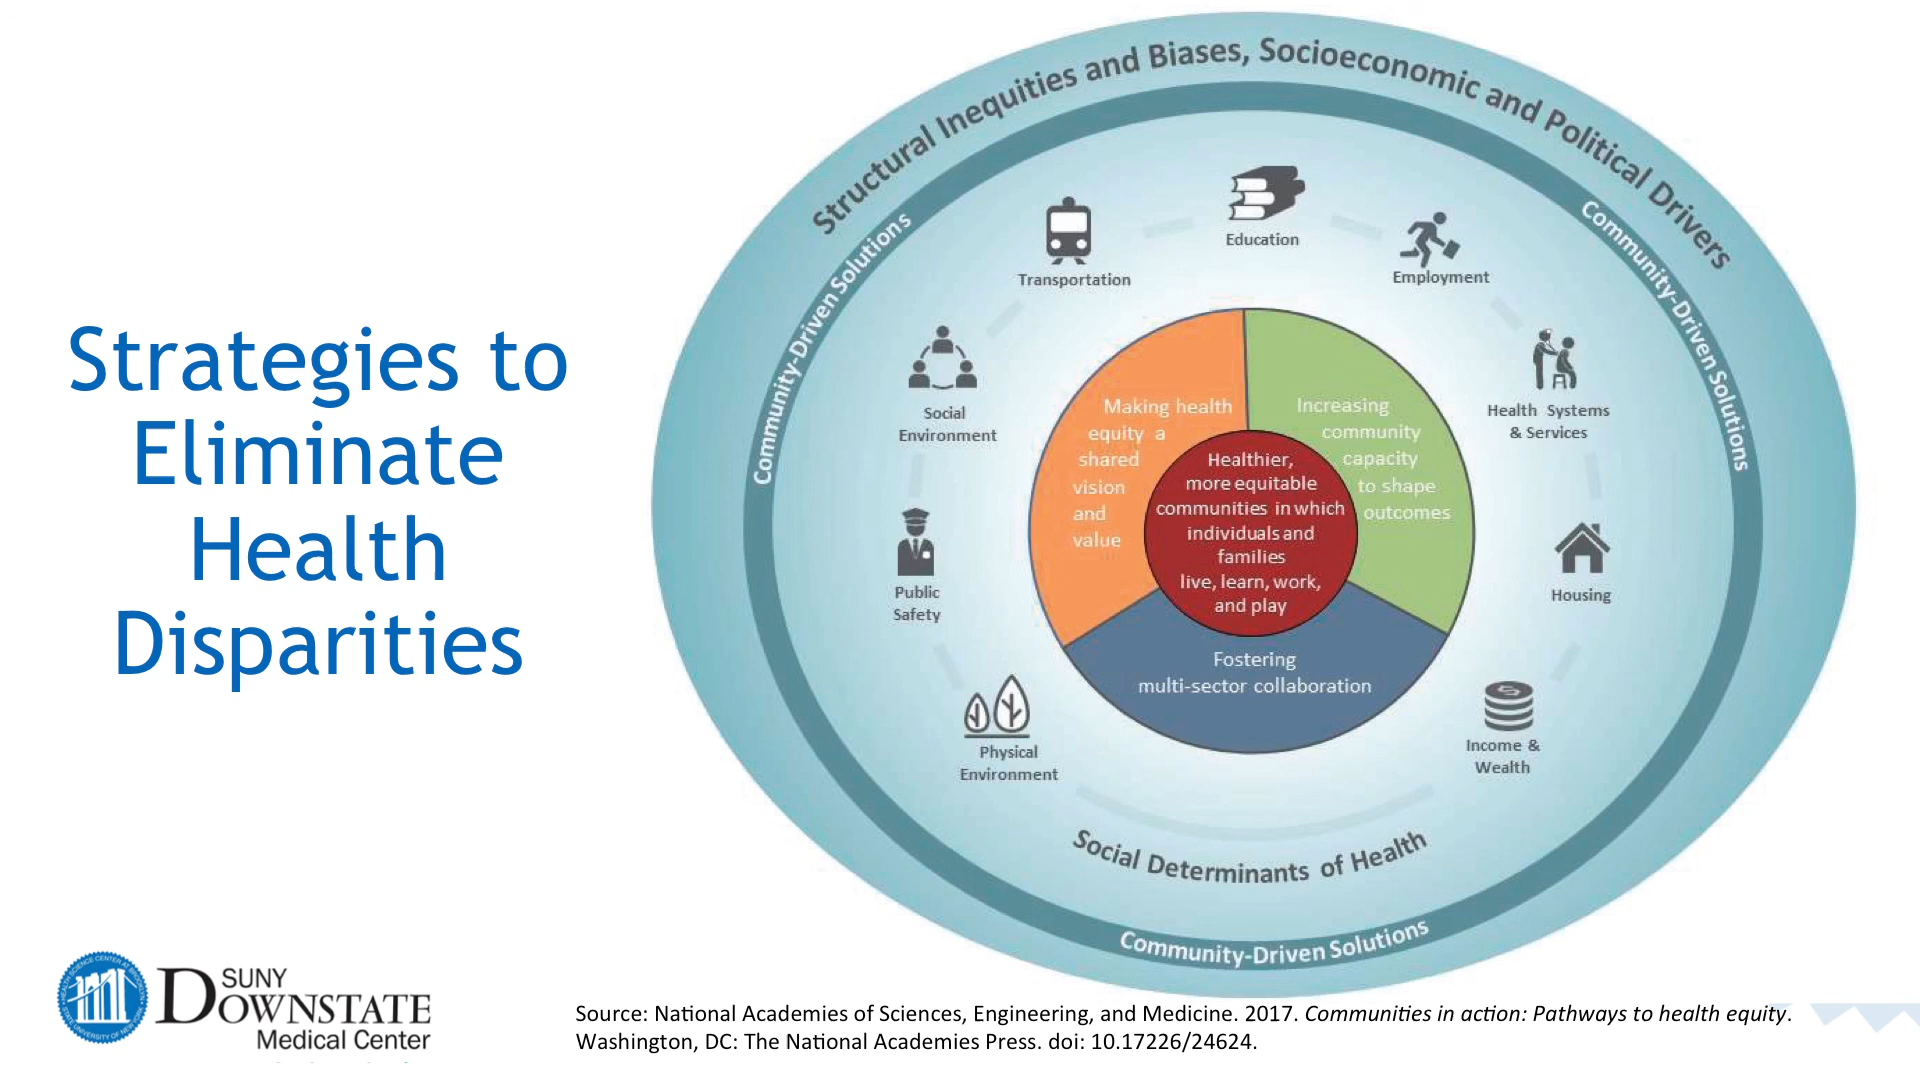 Strategies to
Eliminate
Health
Disparities
Structural Inequities and Biases, Socioeconomic and Political Drivers
Community-Driven Solutions
Community-Driven Solutions
Education
Transportation
Employment
Social
Environment
Health Systems
& Services
Public
Safety
Housing
Physical
Environment
Income &
Wealth
Making health
equity a
shared
vision
and
value
Increasing
community
capacity
to shape
outcomes
Healthier,
more equitable
communities in which
individuals and
families
live, learn, work,
and play
Fostering
multi-sector collaboration
Social Determinants of Health
Community-Driven Solutions
SUNY
DOWNSTATE
Medical Center
Source: National Academies of Sciences, Engineering, and Medicine. 2017. Communities in action: Pathways to health equity.
Washington, DC: The National Academies Press. doi: 10.17226/24624.